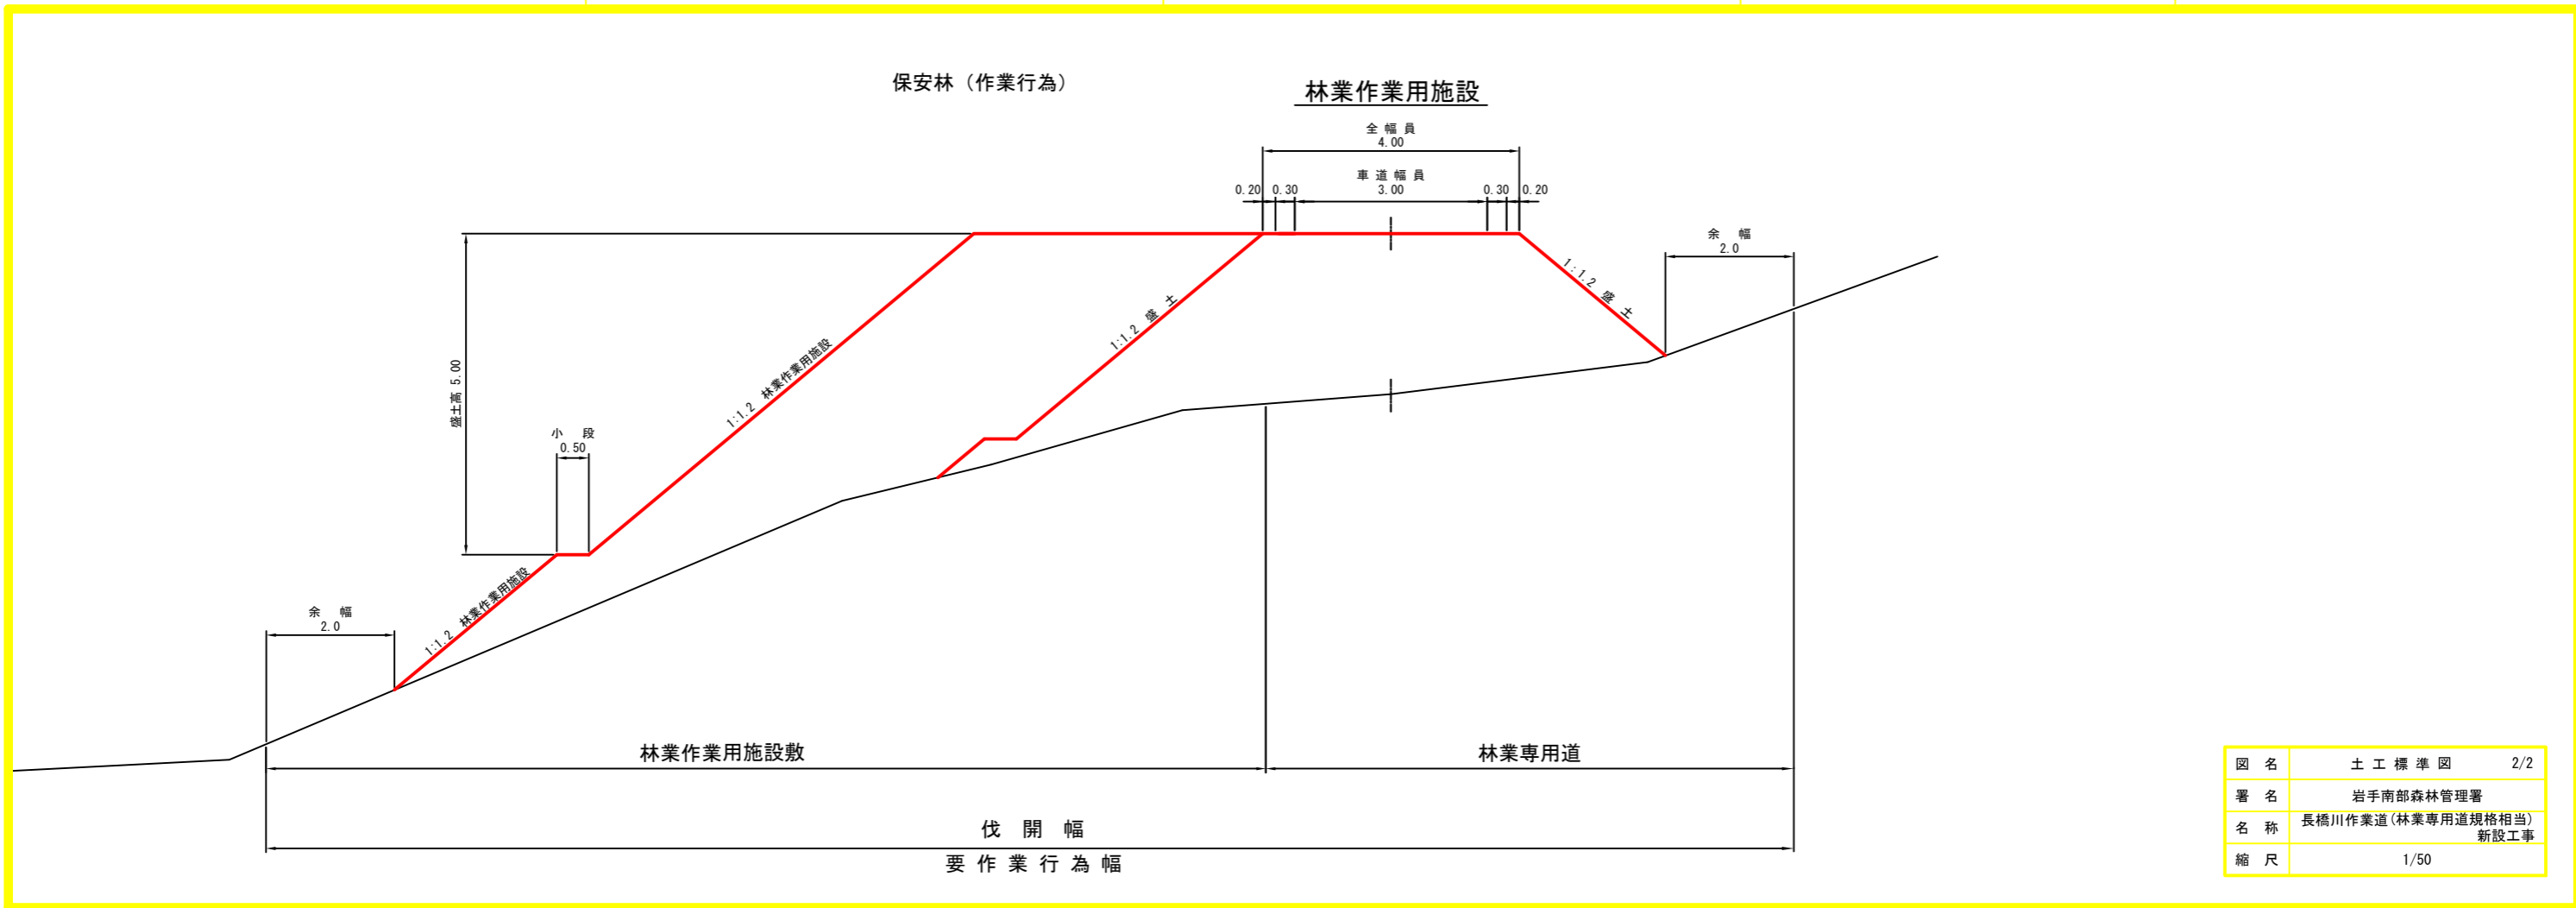 保安林（作業行為）
林業作業用施設
全幅員
4.00
車道幅員
0.20 0.30 3.00 0.30 0.20
余 幅
2.0
1:1.2 盛 土
1:1.2 盛 土
1:1.2 林業作業用施設
盛土高 5.00
小 段
0.50
1:1.2 林業作業用施設
余 幅
2.0
林業作業用施設敷
林業専用道
伐 開 幅
要 作 業 行 為 幅
図 名 土 工 標 準 図 2/2
署 名 岩手南部森林管理署
名 称 長橋川作業道(林業専用道規格相当)
新設工事
縮 尺 1/50